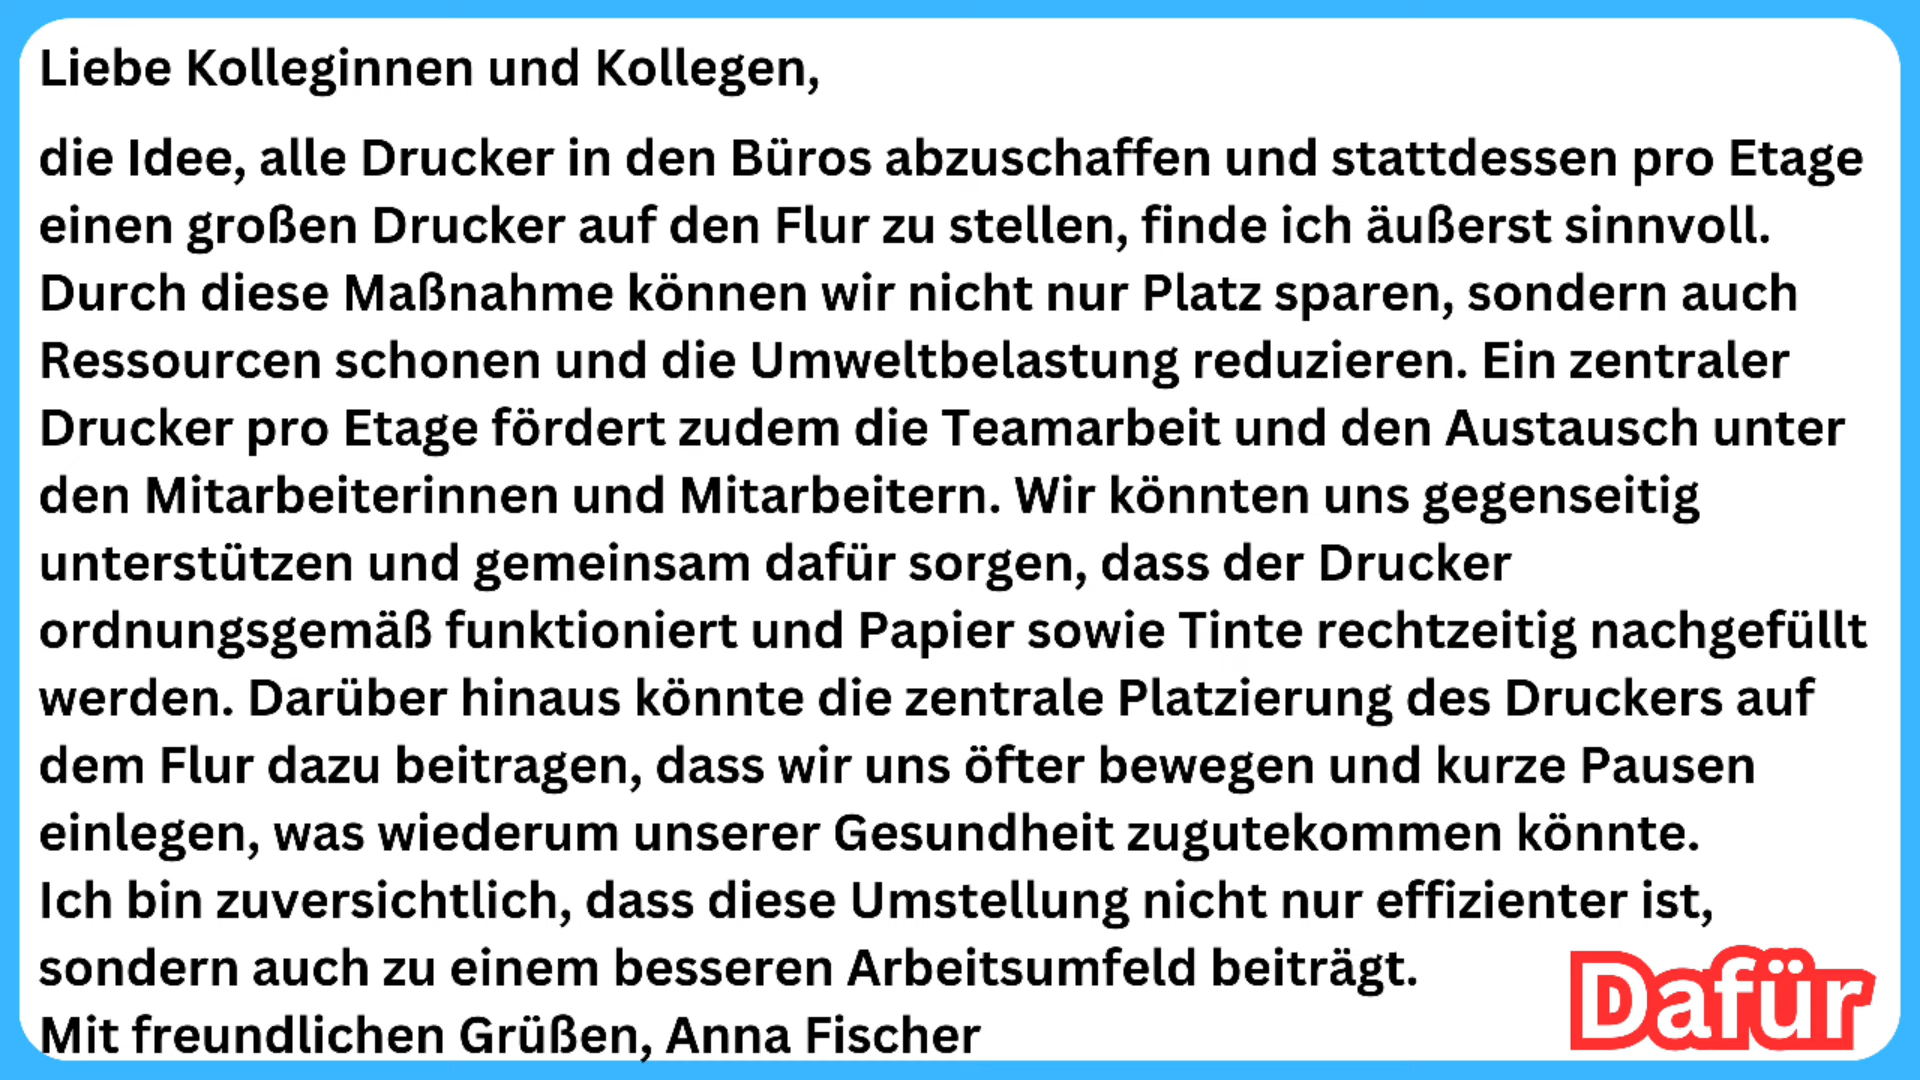 Liebe Kolleginnen und Kollegen,
die Idee, alle Drucker in den Büros abzuschaffen und stattdessen pro Etage
einen großen Drucker auf den Flur zu stellen, finde ich äußerst sinnvoll.
Durch diese Maßnahme können wir nicht nur Platz sparen, sondern auch
Ressourcen schonen und die Umweltbelastung reduzieren. Ein zentraler
Drucker pro Etage fördert zudem die Teamarbeit und den Austausch unter
den Mitarbeiterinnen und Mitarbeitern. Wir könnten uns gegenseitig
unterstützen und gemeinsam dafür sorgen, dass der Drucker
ordnungsgemäß funktioniert und Papier sowie Tinte rechtzeitig nachgefüllt
werden. Darüber hinaus könnte die zentrale Platzierung des Druckers auf
dem Flur dazu beitragen, dass wir uns öfter bewegen und kurze Pausen
einlegen, was wiederum unserer Gesundheit zugutekommen könnte.
Ich bin zuversichtlich, dass diese Umstellung nicht nur effizienter ist,
sondern auch zu einem besseren Arbeitsumfeld beiträgt.
Mit freundlichen Grüßen, Anna Fischer
Dafür